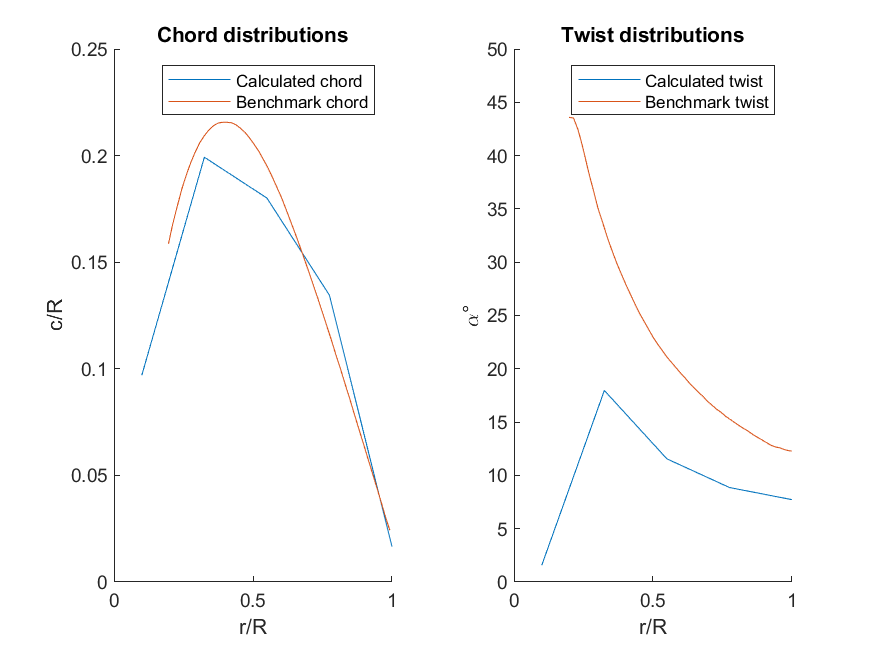 Chord distributions
0.25
0.2
0.15
0.1
0.05
0
0
0.5
1
r/R
c/R
Calculated chord
Benchmark chord
Twist distributions
50
45
40
35
30
25
20
15
10
5
0
0
0.5
1
r/R
α°
Calculated twist
Benchmark twist